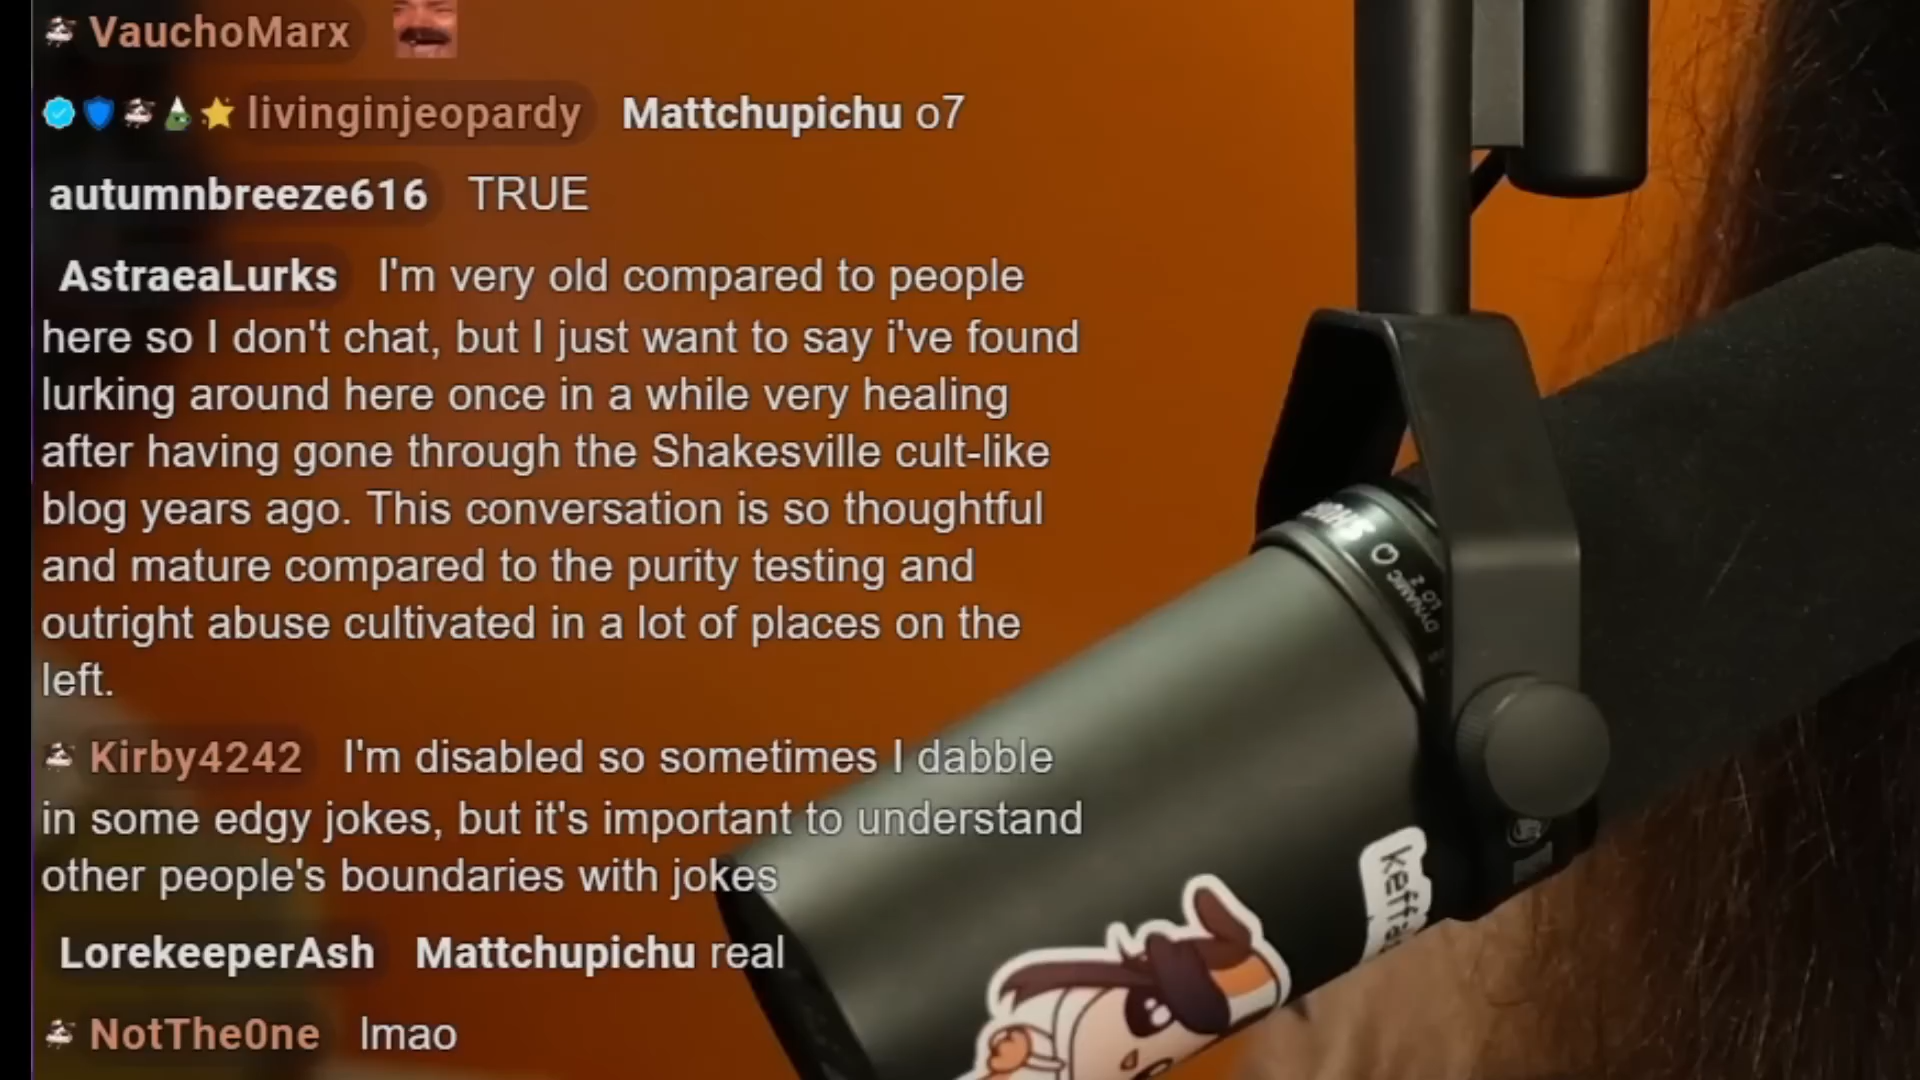 VauchoMarx
livinginjeopardy Mattchupichu o7
autumnbreeze616 TRUE
AstraeaLurks I'm very old compared to people
here so I don't chat, but I just want to say i've found
lurking around here once in a while very healing
after having gone through the Shakesville cult-like
blog years ago. This conversation is so thoughtful
and mature compared to the purity testing and
outright abuse cultivated in a lot of places on the
left.
Kirby4242 I'm disabled so sometimes I dabble
in some edgy jokes, but it's important to understand
other people's boundaries with jokes
LorekeeperAsh Mattchupichu real
NotTheOne lmao
SHURE
DYNAMIC
LO Z